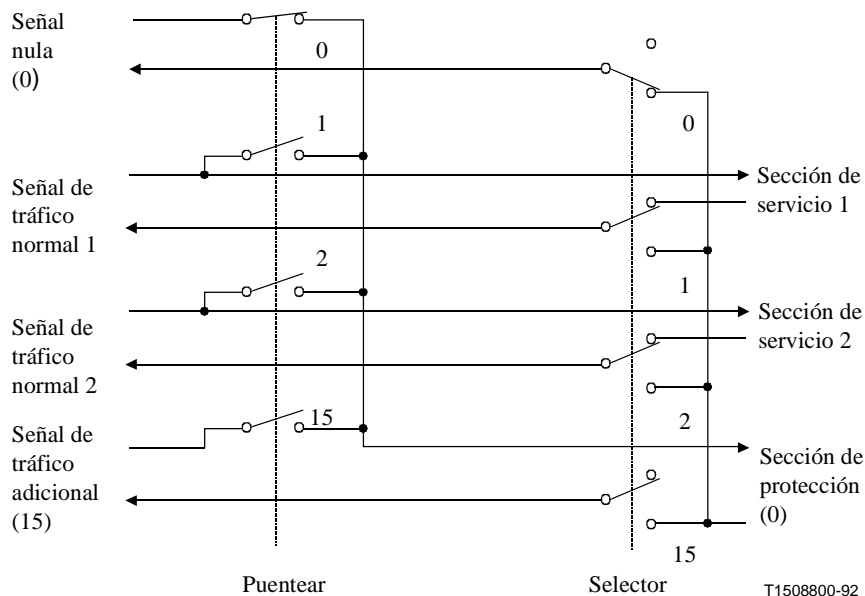 Señal
nula
(0)
0
0
1
Señal de
tráfico
normal 1
Sección de
servicio 1
2
1
Señal de
tráfico
normal 2
Sección de
servicio 2
15
2
Señal de
tráfico
adicional
(15)
Sección de
protección
(0)
15
Puentear
Selector
T1508800-92